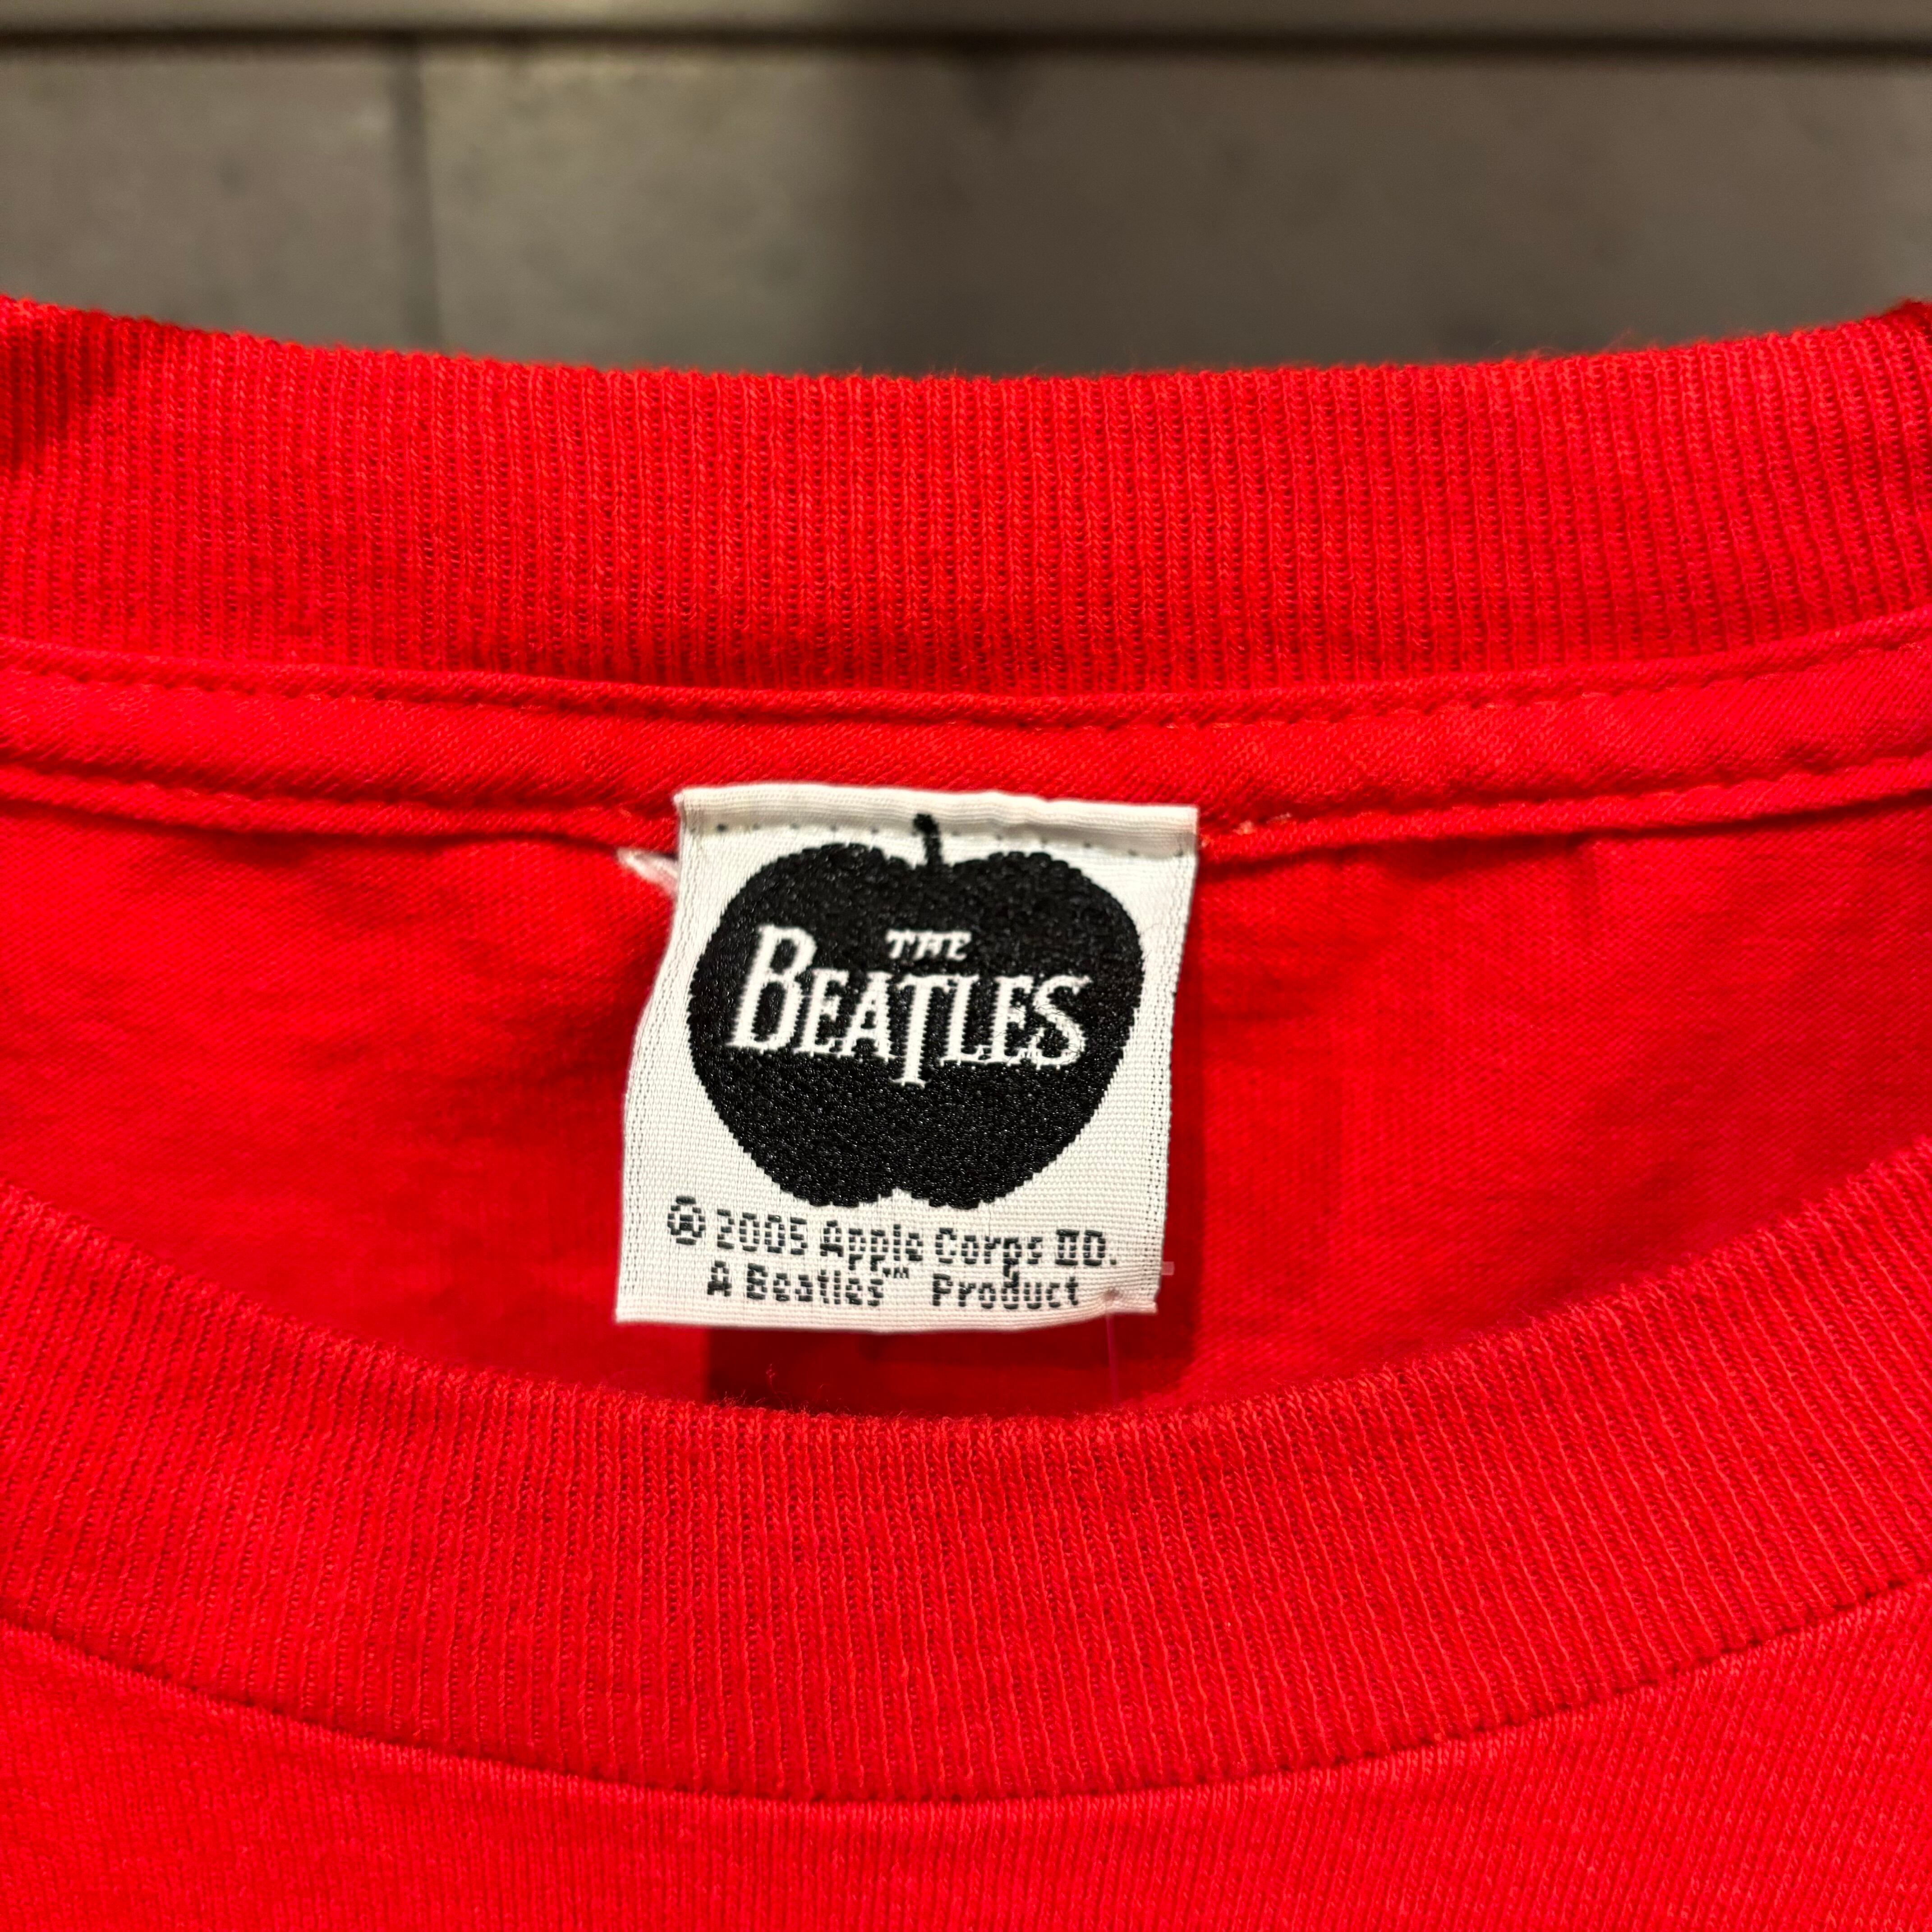 THE
BEATLES
© 2005 Apple Corps LTD.
A Beatles™ Product